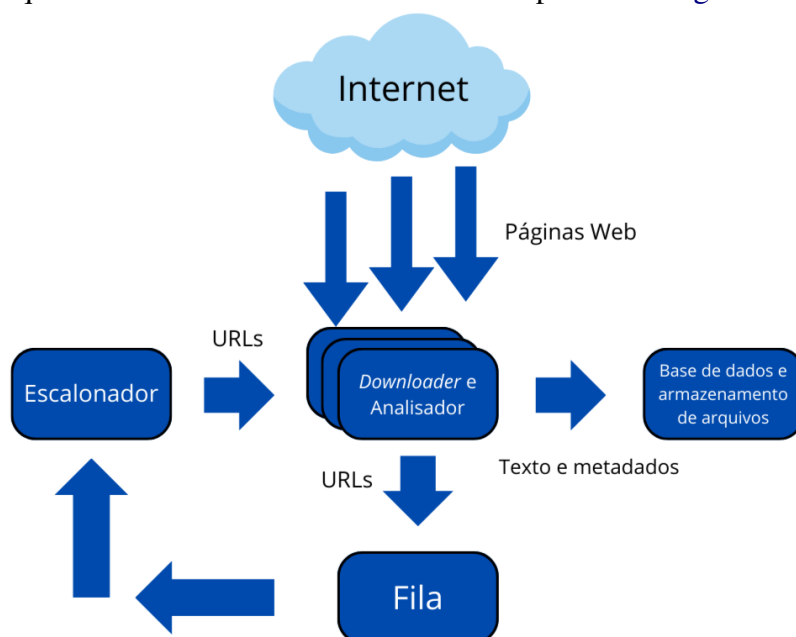 Internet
Páginas Web
URLs
Escalonador
Downloader e
Analisador
Base de dados e
armazenamento
de arquivos
URLs
Texto e metadados
Fila